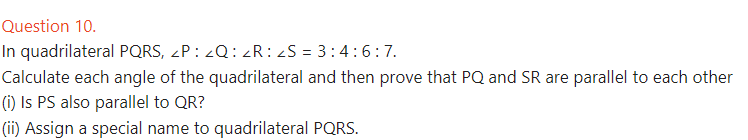 Question 10.
In quadrilateral PQRS, ∠P : ∠Q : ∠R : ∠S = 3 : 4 : 6 : 7.
Calculate each angle of the quadrilateral and then prove that PQ and SR are parallel to each other
(i) Is PS also parallel to QR?
(ii) Assign a special name to quadrilateral PQRS.